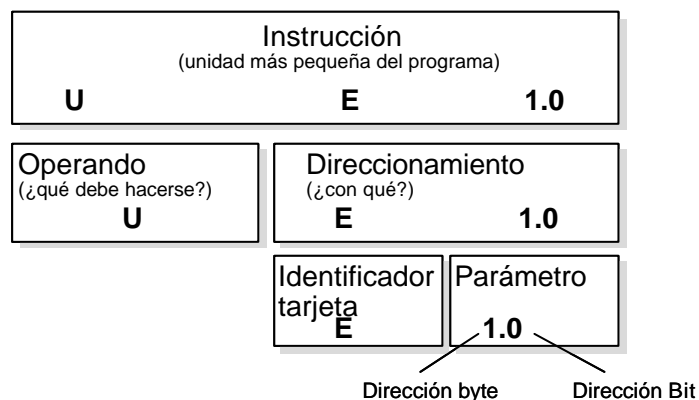 Instrucción
(unidad más pequeña del programa)
U E 1.0
Operando
(¿qué debe hacerse?)
U
Direccionamiento
(¿con qué?)
E 1.0
Identificador
tarjeta
E
Parámetro
1.0
Dirección byte Dirección Bit